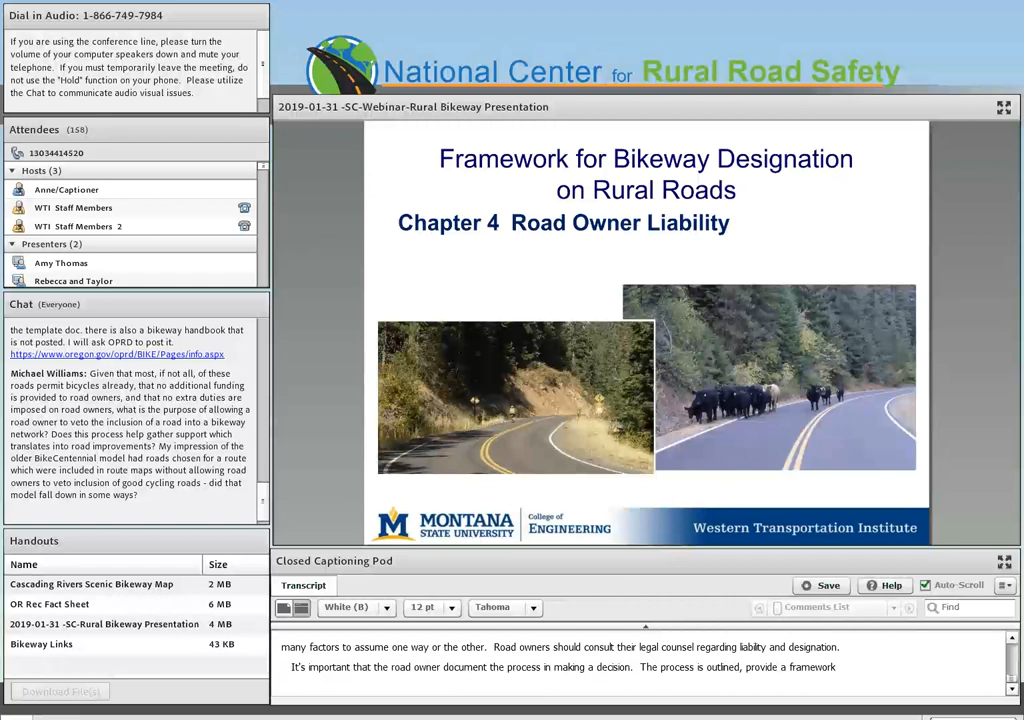 Dial in Audio: 1-866-749-7984
If you are using the conference line, please turn the
volume of your computer speakers down and mute your
telephone.  If you must temporarily leave the meeting, do
not use the "Hold" function on your phone.  Please utilize
the Chat to communicate audio visual issues.
Attendees (158)
13034414520
Hosts (3)
Anne/Captioner
WTI  Staff Members
WTI  Staff Members  2
Presenters (2)
Amy Thomas
Rebecca and Taylor
Chat (Everyone)
the template doc. there is also a bikeway handbook that
is not posted. I will ask OPRD to post it.
https://www.oregon.gov/oprd/BIKE/Pages/info.aspx
Michael Williams: Given that most, if not all, of these
roads permit bicycles already, that no additional funding
is provided to road owners, and that no extra duties are
imposed on road owners, what is the purpose of allowing a
road owner to veto the inclusion of a road into a bikeway
network? Does this process help gather support which
translates into road improvements? My impression of the
older BikeCentennial model had roads chosen for a route
which were included in route maps without allowing road
owners to veto inclusion of good cycling roads - did that
model fall down in some ways?
Handouts
Name Size
Cascading Rivers Scenic Bikeway Map 2 MB
OR Rec Fact Sheet 6 MB
2019-01-31 -SC-Rural Bikeway Presentation 4 MB
Bikeway Links 43 KB
Download File(s)
National Center for Rural Road Safety
2019-01-31 -SC-Webinar-Rural Bikeway Presentation
Framework for Bikeway Designation
on Rural Roads
Chapter 4  Road Owner Liability
M MONTANA
STATE UNIVERSITY
College of
ENGINEERING
Western Transportation Institute
Closed Captioning Pod
Transcript
Save
Help
Auto-Scroll
White (B)
12 pt
Tahoma
Comments List
Find
many factors to assume one way or the other.  Road owners should consult their legal counsel regarding liability and designation.
It's important that the road owner document the process in making a decision.  The process is outlined, provide a framework